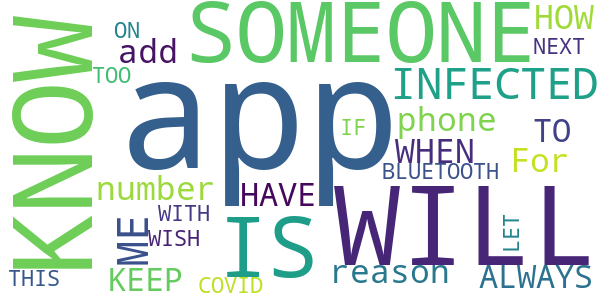 KNOW
ON
add
TOO
SOMEONE
HOW
NEXT
INFECTED
app
IF
phone
TO
WHEN
For
BLUETOOTH
number
HAVE
WITH
ME
WISH
IS
WILL
LET
THIS
KEEP
COVID
reason
ALWAYS